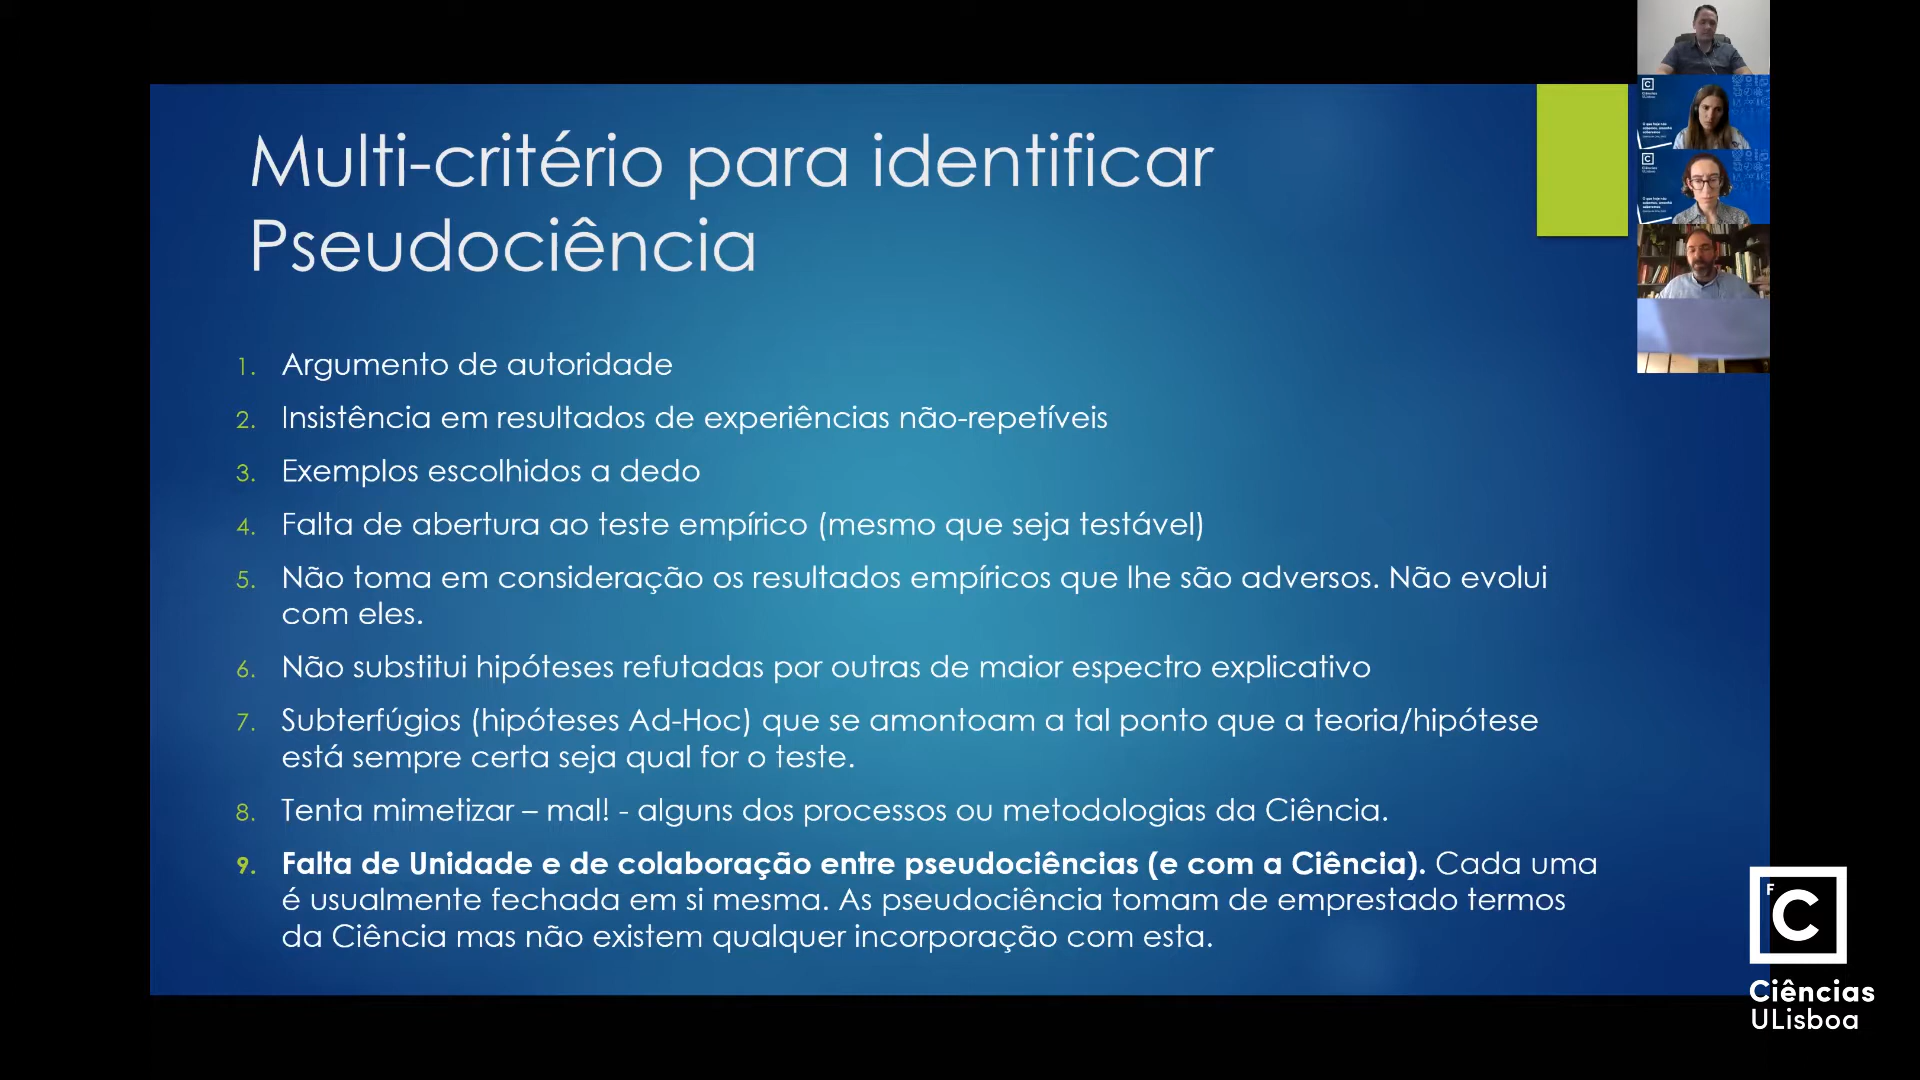 Multi-critério para identificar
Pseudociência
1. Argumento de autoridade
2. Insistência em resultados de experiências não-repetíveis
3. Exemplos escolhidos a dedo
4. Falta de abertura ao teste empírico (mesmo que seja testável)
5. Não toma em consideração os resultados empíricos que lhe são adversos. Não evolui
com eles.
6. Não substitui hipóteses refutadas por outras de maior espectro explicativo
7. Subterfúgios (hipóteses Ad-Hoc) que se amontoam a tal ponto que a teoria/hipótese
está sempre certa seja qual for o teste.
8. Tenta mimetizar – mal! - alguns dos processos ou metodologias da Ciência.
9. Falta de Unidade e de colaboração entre pseudociências (e com a Ciência). Cada uma
é usualmente fechada em si mesma. As pseudociência tomam de emprestado termos
da Ciência mas não existem qualquer incorporação com esta.
F C
Ciências
ULisboa